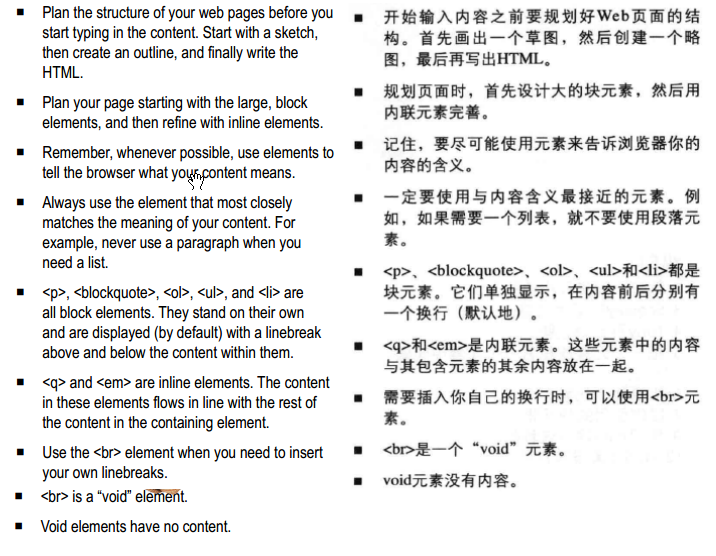 ■ Plan the structure of your web pages before you
start typing in the content. Start with a sketch,
then create an outline, and finally write the
HTML.
■ Plan your page starting with the large, block
elements, and then refine with inline elements.
■ Remember, whenever possible, use elements to
tell the browser what your content means.
■ Always use the element that most closely
matches the meaning of your content. For
example, never use a paragraph when you
need a list.
■ <p>, <blockquote>, <ol>, <ul>, and <li> are
all block elements. They stand on their own
and are displayed (by default) with a linebreak
above and below the content within them.
■ <q> and <em> are inline elements. The content
in these elements flows in line with the rest of
the content in the containing element.
■ Use the <br> element when you need to insert
your own linebreaks.
■ <br> is a “void” element.
■ Void elements have no content.
■ 开始输入内容之前要规划好Web页面的结
构。首先画出一个草图，然后创建一个略
图，最后再写出HTML。
■ 规划页面时，首先设计大的块元素，然后用
内联元素完善。
■ 记住，要尽可能使用元素来告诉浏览器你的
内容的含义。
■ 一定要使用与内容含义最接近的元素。例
如，如果需要一个列表，就不要使用段落元
素。
■ <p>、<blockquote>、<ol>、<ul>和<li>都是
块元素。它们单独显示，在内容前后分别有
一个换行（默认地）。
■ <q>和<em>是内联元素。这些元素中的内容
与其包含元素的其余内容放在一起。
■ 需要插入你自己的换行时，可以使用<br>元
素。
■ <br>是一个“void”元素。
■ void元素没有内容。